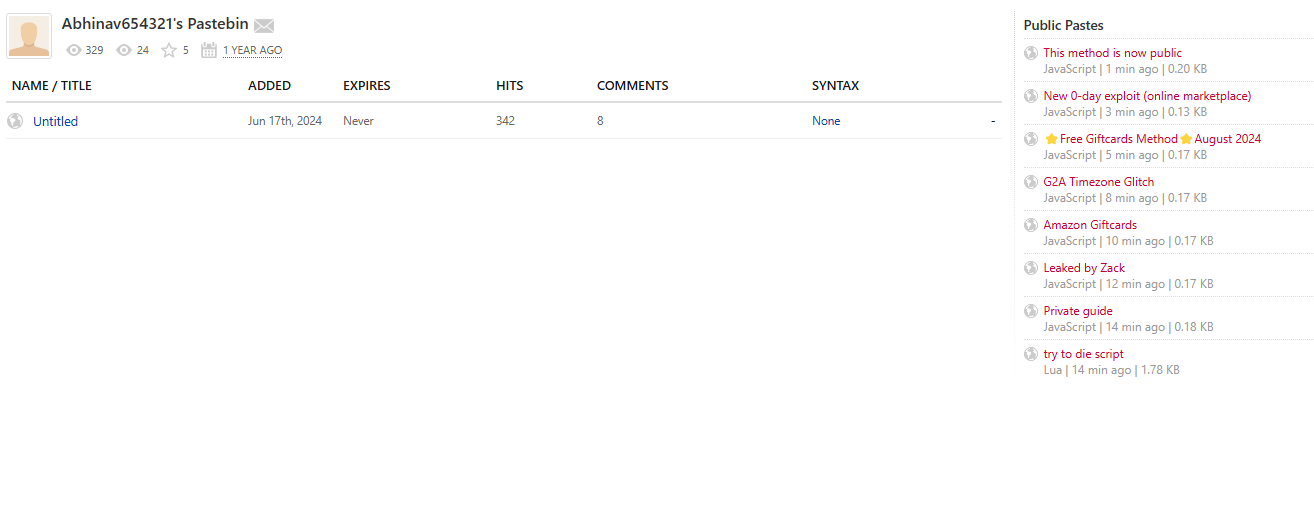 Abhinav654321's Pastebin
329 24 5 1 YEAR AGO
NAME / TITLE ADDED EXPIRES HITS COMMENTS SYNTAX
Untitled Jun 17th, 2024 Never 342 8 None -
Public Pastes
This method is now public
JavaScript | 1 min ago | 0.20 KB
New 0-day exploit (online marketplace)
JavaScript | 3 min ago | 0.13 KB
⭐Free Giftcards Method⭐August 2024
JavaScript | 5 min ago | 0.17 KB
G2A Timezone Glitch
JavaScript | 8 min ago | 0.17 KB
Amazon Giftcards
JavaScript | 10 min ago | 0.17 KB
Leaked by Zack
JavaScript | 12 min ago | 0.17 KB
Private guide
JavaScript | 14 min ago | 0.18 KB
try to die script
Lua | 14 min ago | 1.78 KB